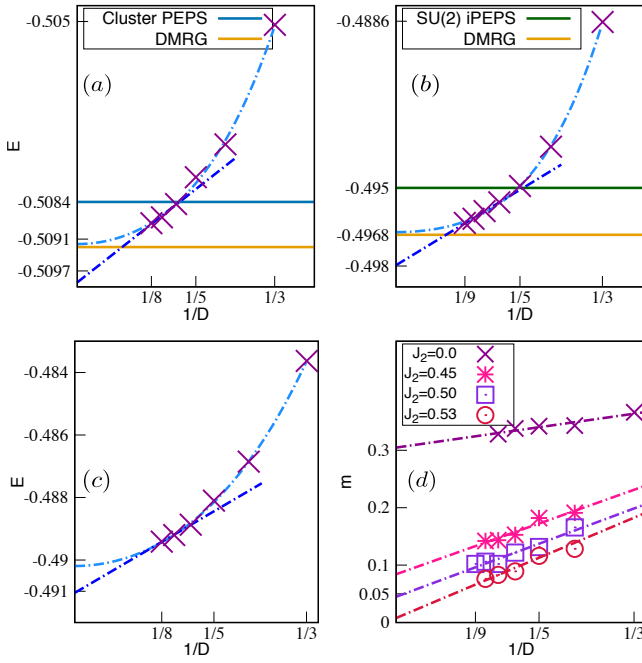 -0.505
Cluster PEPS
DMRG
(a)
E
-0.5084
-0.5091
-0.5097
1/8
1/5
1/3
1/D
-0.4886
SU(2) iPEPS
DMRG
(b)
-0.495
-0.4968
-0.498
1/9
1/5
1/3
1/D
-0.484
-0.486
E
-0.488
(c)
-0.49
-0.491
1/8
1/5
1/3
1/D
J2=0.0
J2=0.45
J2=0.50
J2=0.53
0.3
m
0.2
(d)
0.1
0.05
0
1/9
1/5
1/3
1/D